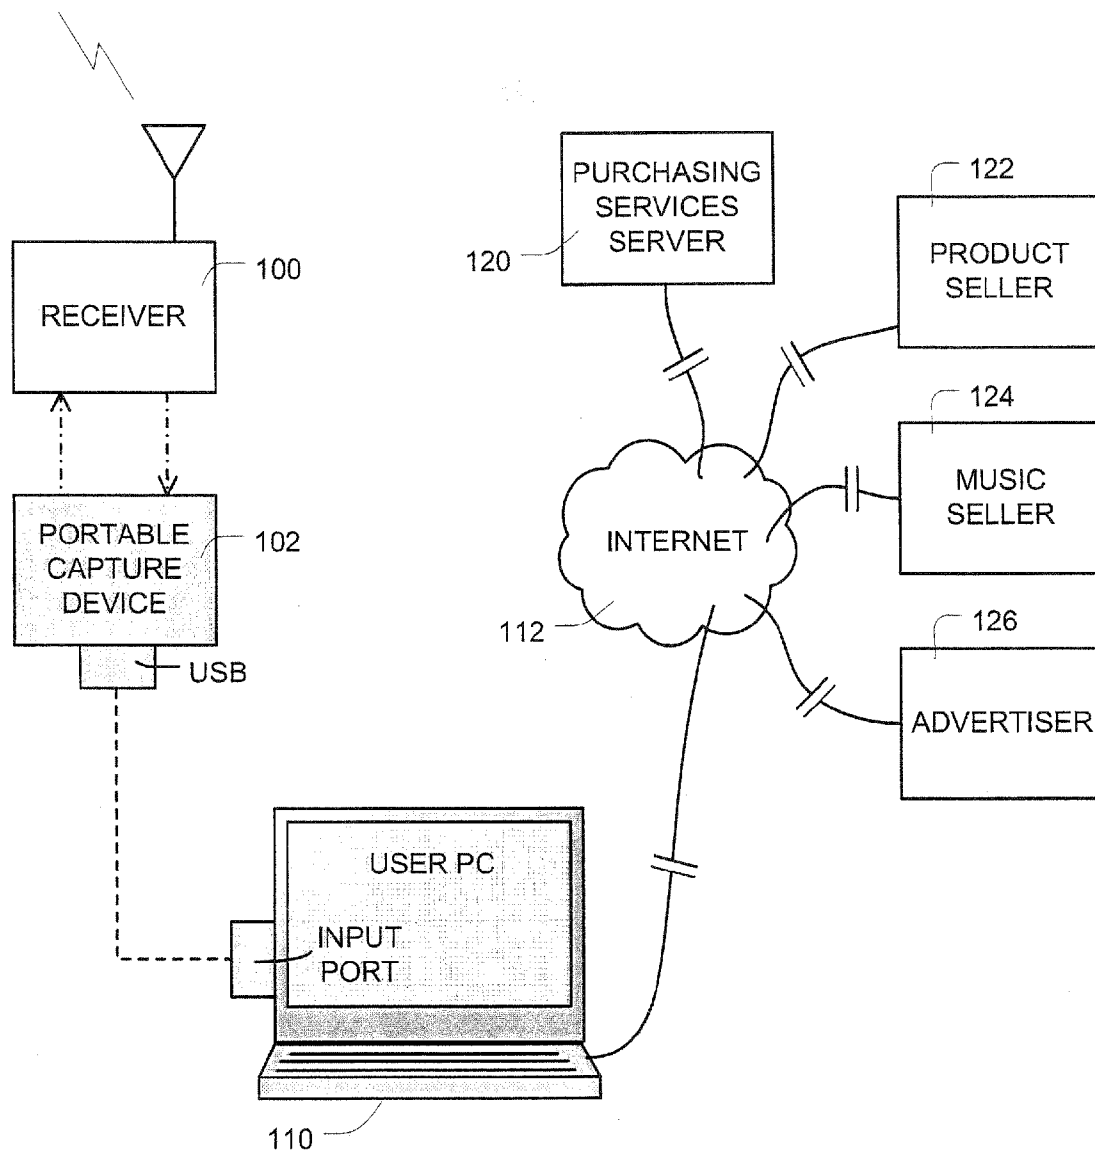 100
RECEIVER
PORTABLE
CAPTURE
DEVICE
102
USB
PURCHASING
SERVICES
SERVER
120
122
PRODUCT
SELLER
124
MUSIC
SELLER
INTERNET
112
126
ADVERTISER
USER PC
INPUT
PORT
110